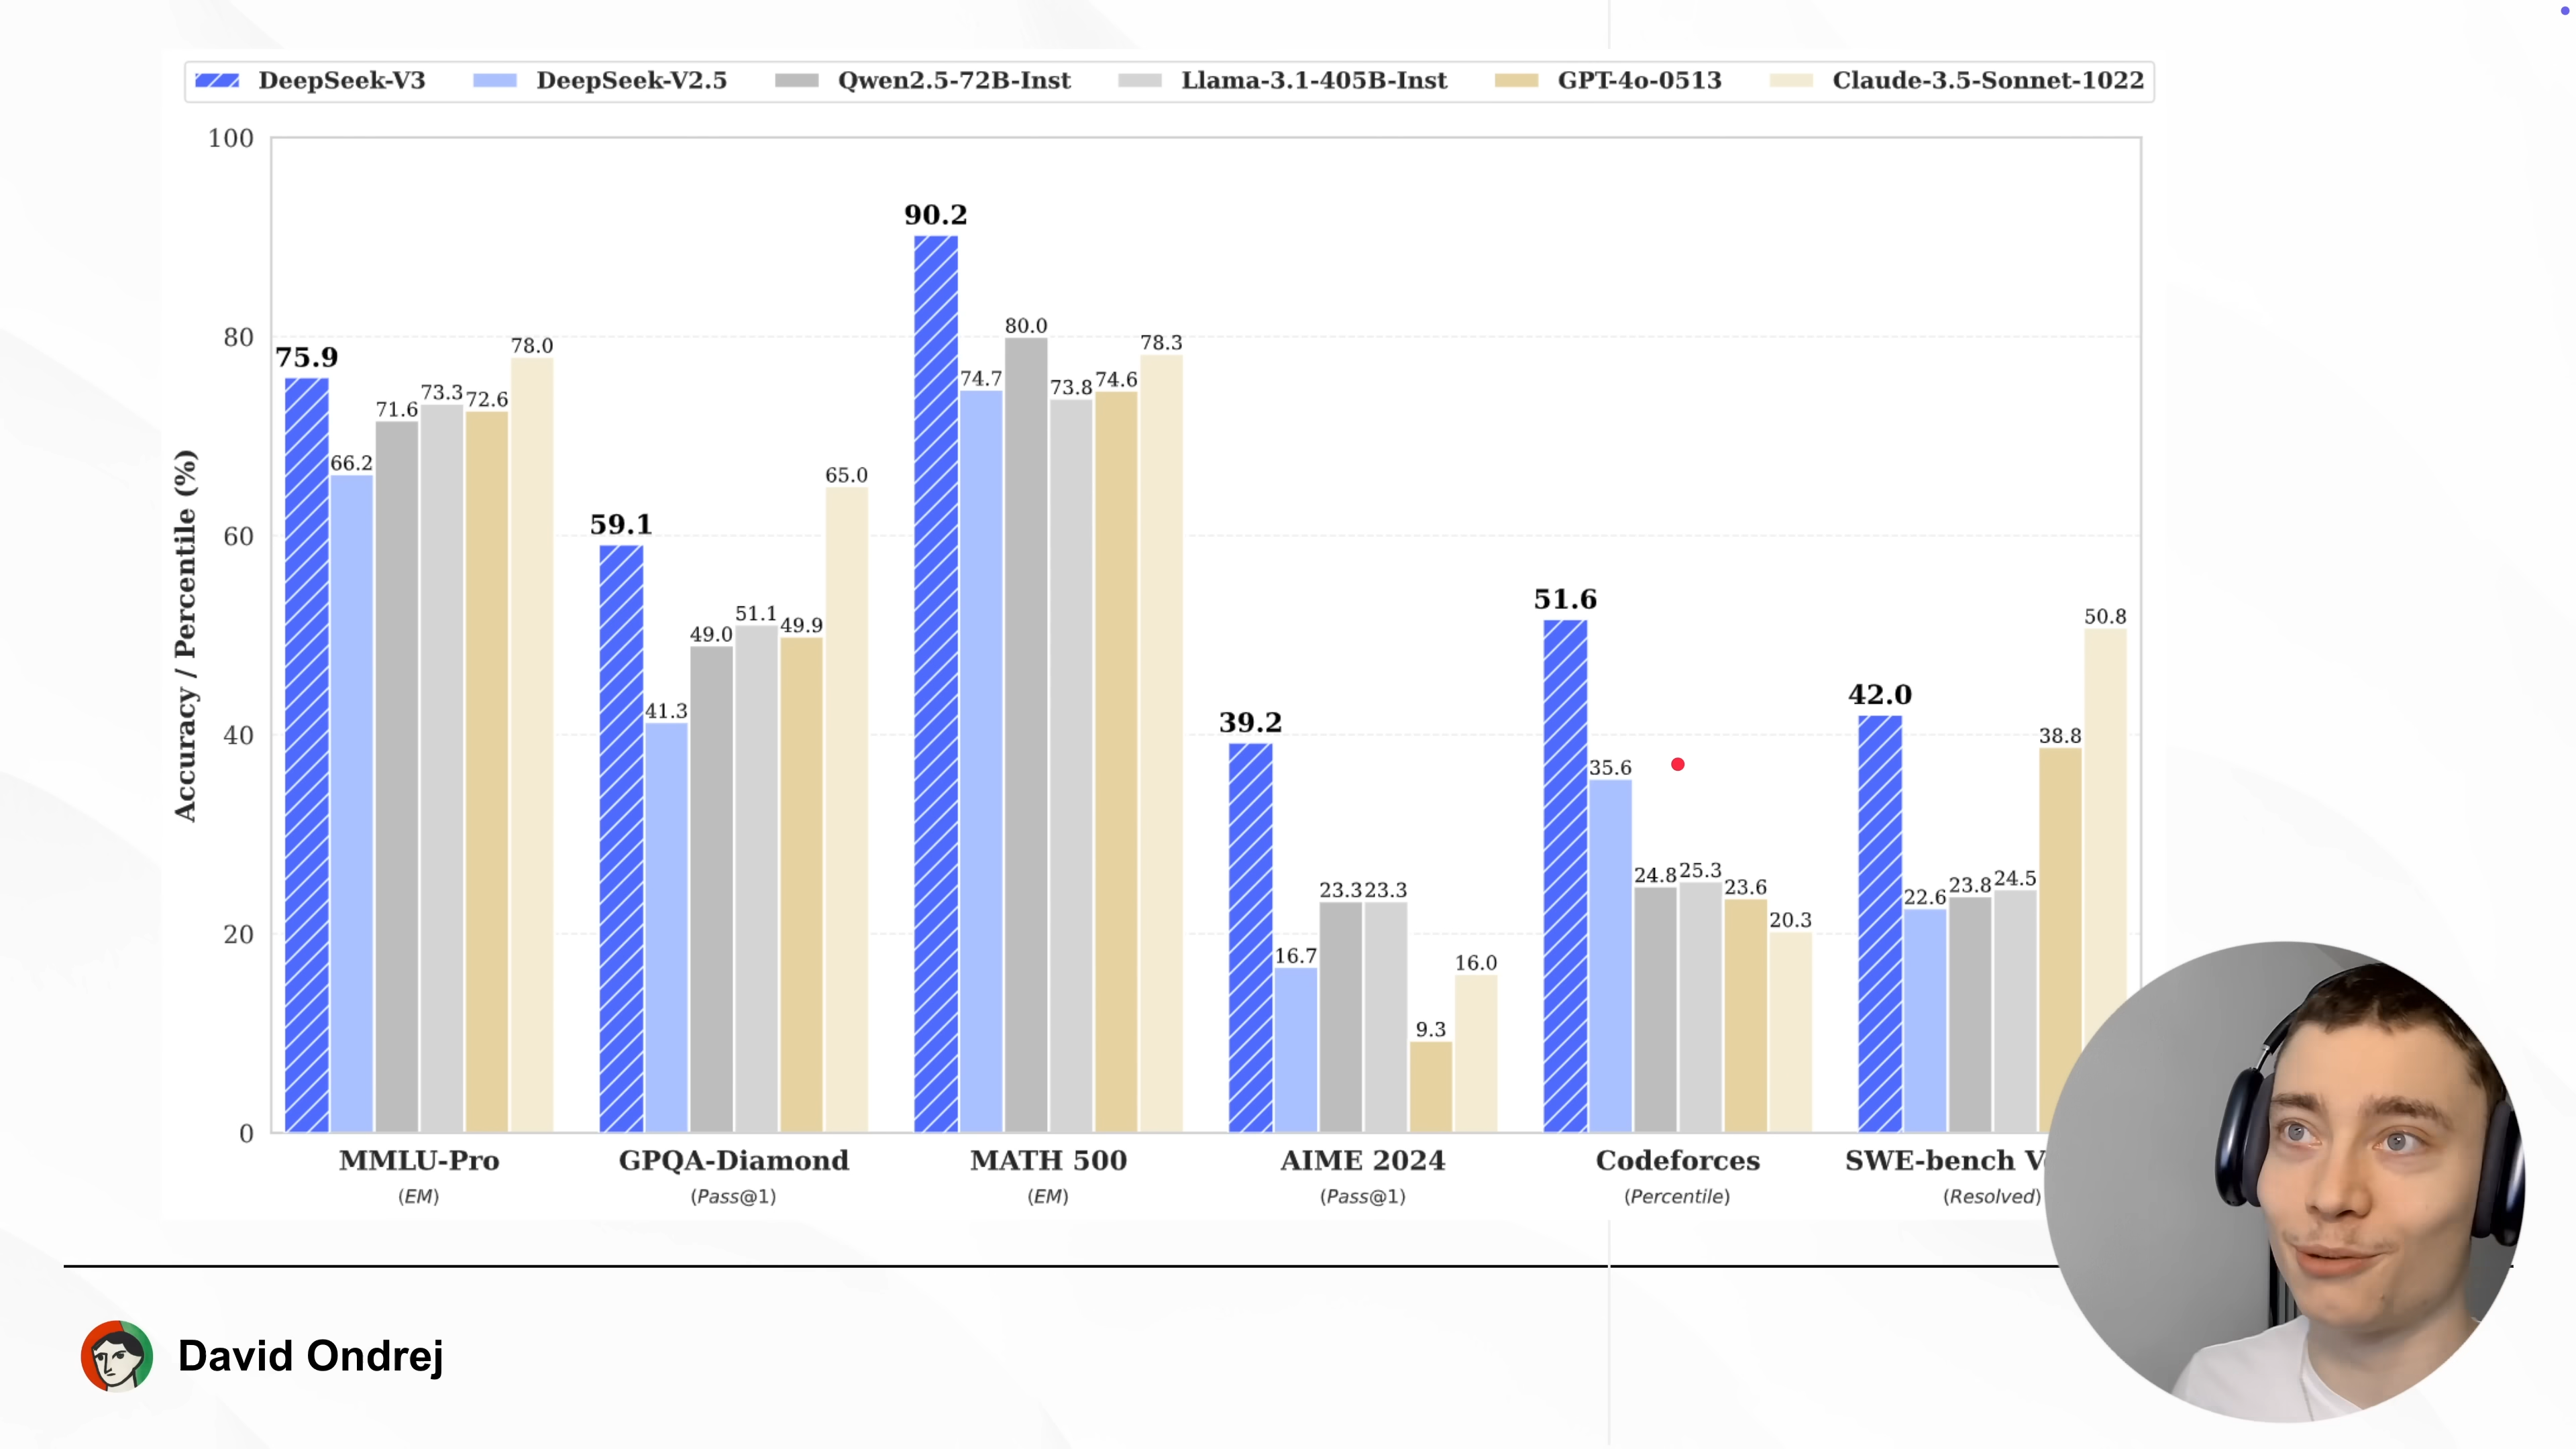 DeepSeek-V3 DeepSeek-V2.5 Qwen2.5-72B-Inst Llama-3.1-405B-Inst GPT-4o-0513 Claude-3.5-Sonnet-1022
Accuracy / Percentile (%)
100
80
60
40
20
0
75.9 66.2 71.6 73.3 72.6 78.0
59.1 41.3 49.0 51.1 49.9 65.0
90.2 74.7 80.0 73.8 74.6 78.3
39.2 16.7 23.3 23.3 9.3 16.0
51.6 35.6 24.8 25.3 23.6 20.3
42.0 22.6 23.8 24.5 38.8 50.8
MMLU-Pro GPQA-Diamond MATH 500 AIME 2024 Codeforces SWE-bench
(EM) (Pass@1) (EM) (Pass@1) (Percentile) (Resolved)
David Ondrej